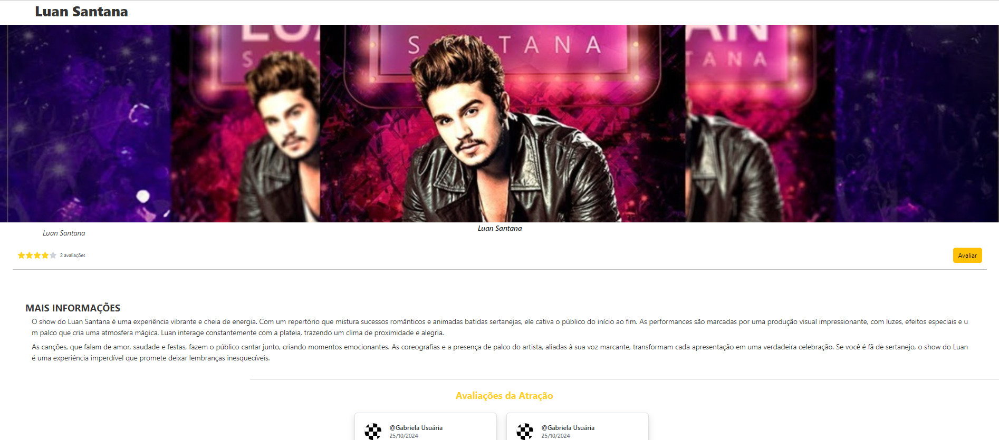 Luan Santana
LUA
S
S NTANA
AN
TANA
Luan Santana
Luan Santana
2 avaliações
Avaliar
MAIS INFORMAÇÕES
O show do Luan Santana é uma experiência vibrante e cheia de energia. Com um repertório que mistura sucessos românticos e animadas batidas sertanejas, ele cativa o público do início ao fim. As performances são marcadas por uma produção visual impressionante, com luzes, efeitos especiais e u
m palco que cria uma atmosfera mágica. Luan interage constantemente com a plateia, trazendo um clima de proximidade e alegria.
As canções, que falam de amor, saudade e festas, fazem o público cantar junto, criando momentos emocionantes. As coreografias e a presença de palco do artista, aliadas à sua voz marcante, transformam cada apresentação em uma verdadeira celebração. Se você é fã de sertanejo, o show do Luan
é uma experiência imperdível que promete deixar lembranças inesquecíveis.
Avaliações da Atração
@Gabriela Usuária
25/10/2024
@Gabriela Usuária
25/10/2024